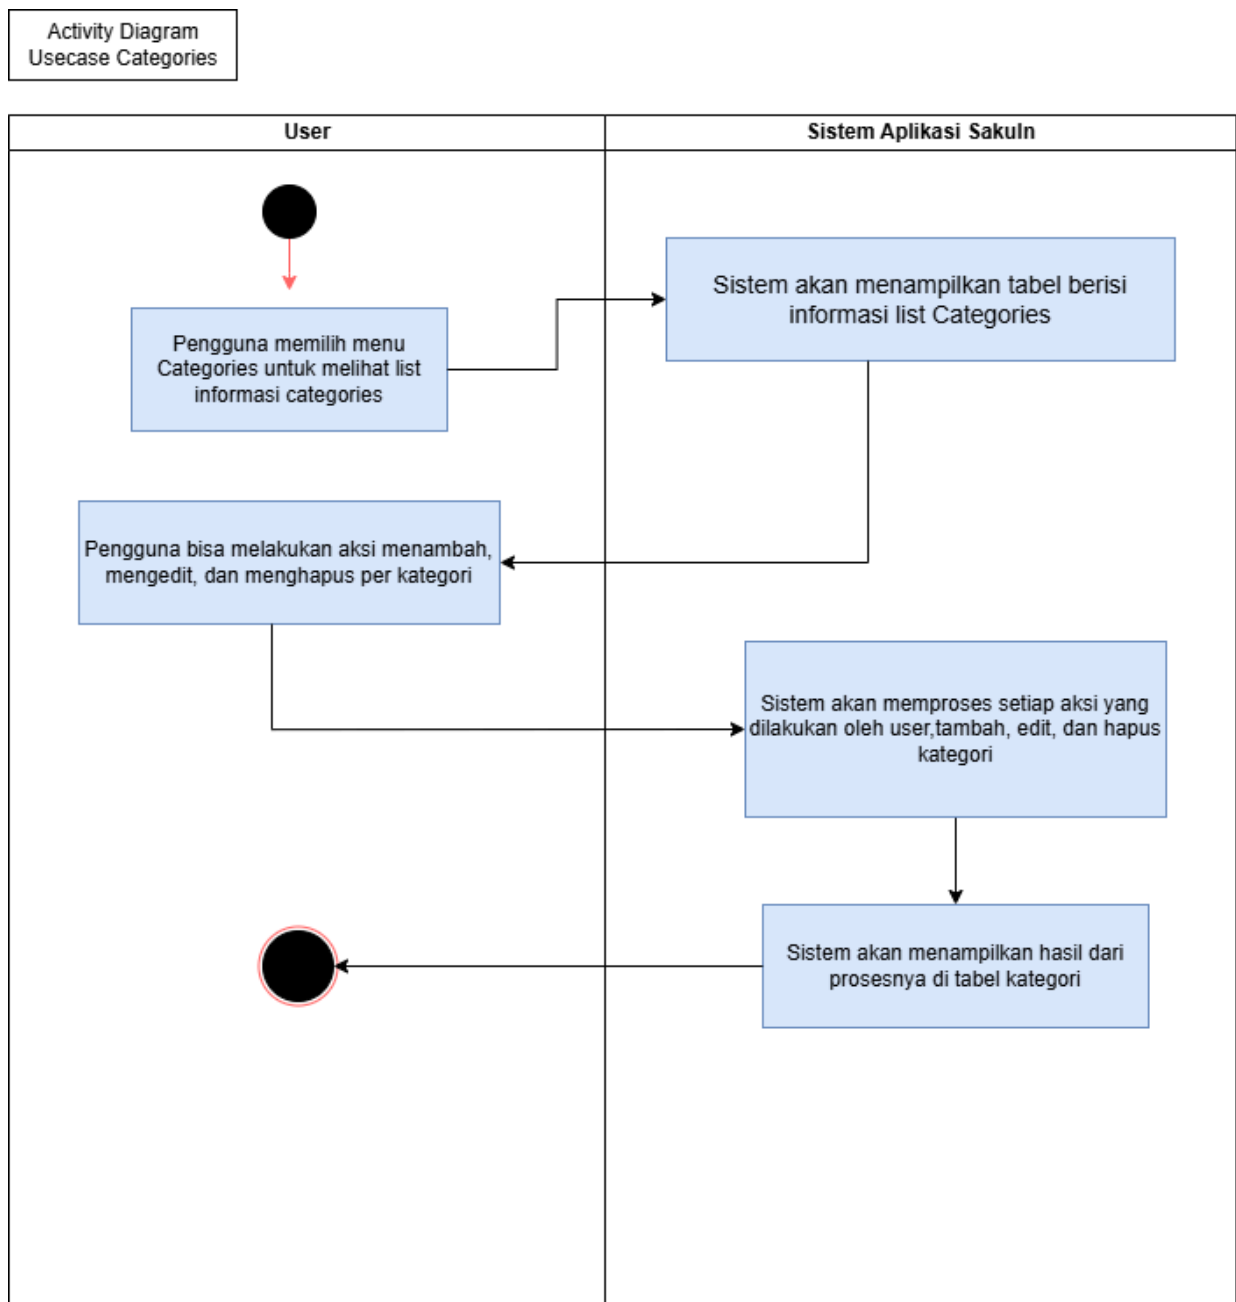 Activity Diagram
Usecase Categories
User
Sistem Aplikasi SakuIn
Pengguna memilih menu
Categories untuk melihat list
informasi categories
Sistem akan menampilkan tabel berisi
informasi list Categories
Pengguna bisa melakukan aksi menambah,
mengedit, dan menghapus per kategori
Sistem akan memproses setiap aksi yang
dilakukan oleh user,tambah, edit, dan hapus
kategori
Sistem akan menampilkan hasil dari
prosesnya di tabel kategori